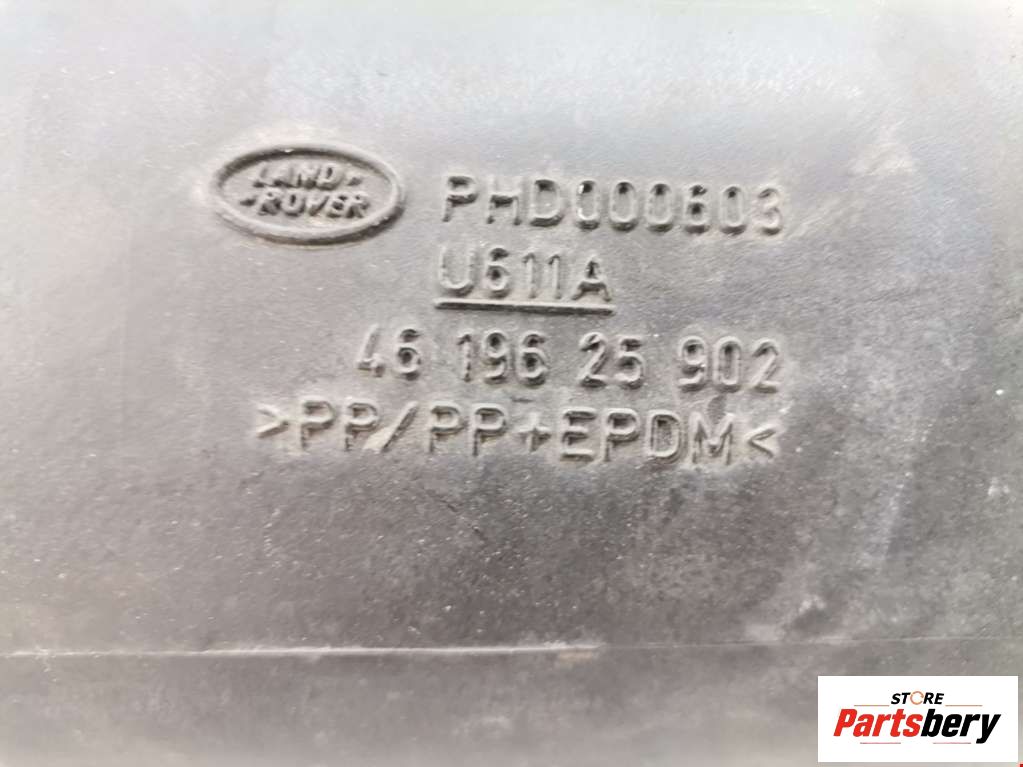 LAND
ROVER
PHD000603
U611A
46 196 25 902
>PP/PP+EPDM<
STORE
Partsbery